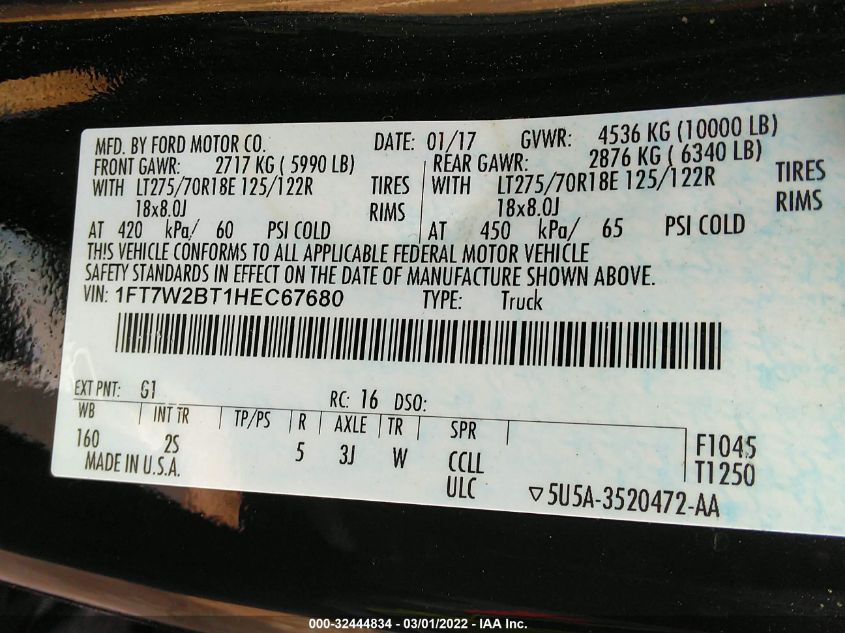 MFD. BY FORD MOTOR CO. DATE: 01/17 GVWR: 4536 KG (10000 LB)
FRONT GAWR: 2717 KG ( 5990 LB) REAR GAWR: 2876 KG ( 6340 LB)
WITH LT275/70R18E 125/122R TIRES WITH LT275/70R18E 125/122R TIRES
18x8.0J RIMS 18x8.0J RIMS
AT 420 kPa/ 60 PSI COLD AT 450 kPa/ 65 PSI COLD
THIS VEHICLE CONFORMS TO ALL APPLICABLE FEDERAL MOTOR VEHICLE
SAFETY STANDARDS IN EFFECT ON THE DATE OF MANUFACTURE SHOWN ABOVE.
VIN: 1FT7W2BT1HEC67680 TYPE: Truck
EXT PNT: G1 RC: 16 DSO:
WB INT TR TP/PS R AXLE TR SPR
160 2S 5 3J W CCLL F1045
MADE IN U.S.A. ULC T1250
5U5A-3520472-AA
000-32444834 - 03/01/2022 - IAA Inc.